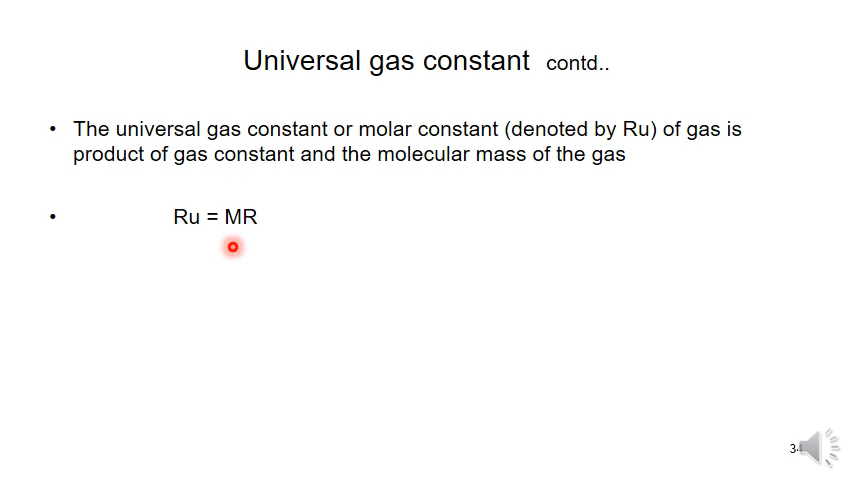 Universal gas constant contd..
• The universal gas constant or molar constant (denoted by Ru) of gas is
product of gas constant and the molecular mass of the gas
• Ru = MR
34